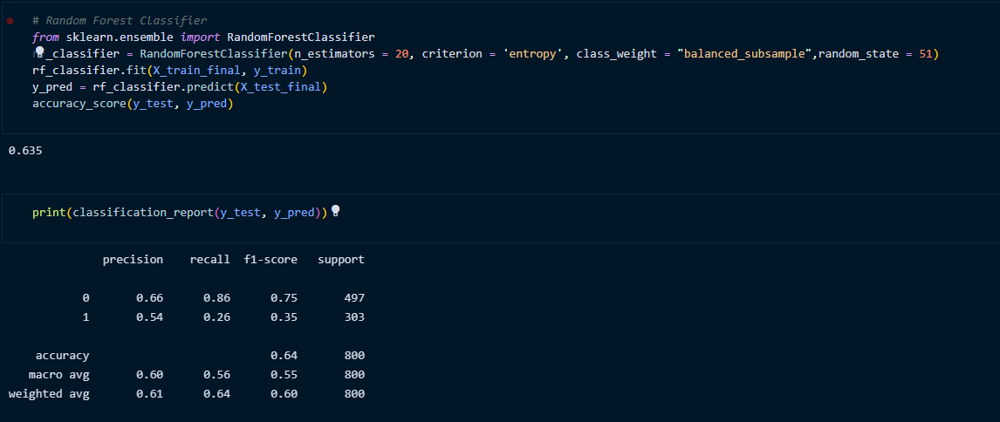 # Random Forest Classifier
from sklearn.ensemble import RandomForestClassifier
rf_classifier = RandomForestClassifier(n_estimators = 20, criterion = 'entropy', class_weight = "balanced_subsample",random_state = 51)
rf_classifier.fit(X_train_final, y_train)
y_pred = rf_classifier.predict(X_test_final)
accuracy_score(y_test, y_pred)
0.635
print(classification_report(y_test, y_pred))
precision recall f1-score support
0 0.66 0.86 0.75 497
1 0.54 0.26 0.35 303
accuracy 0.64 800
macro avg 0.60 0.56 0.55 800
weighted avg 0.61 0.64 0.60 800